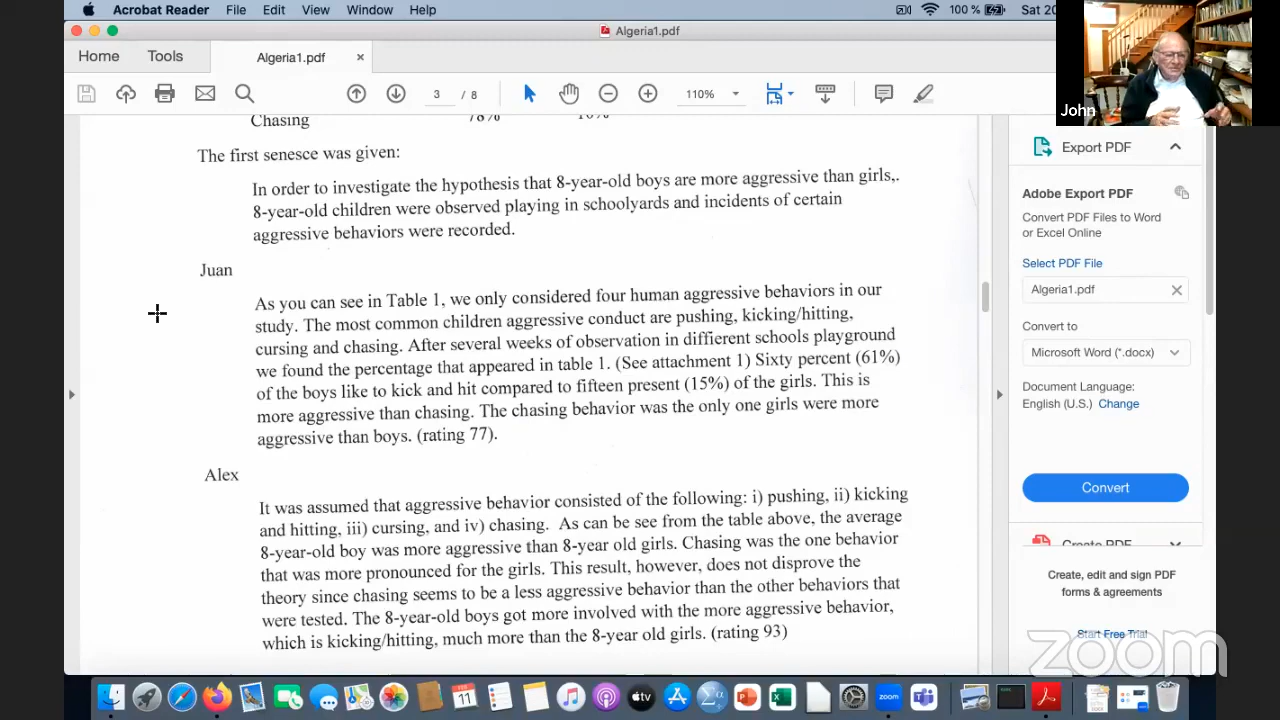 Acrobat Reader File Edit View Window Help 100 % Sat 20
Algeria1.pdf
Home Tools Algeria1.pdf ×
3 / 8 110%
John
Chasing 78%
The first senesce was given:
In order to investigate the hypothesis that 8-year-old boys are more aggressive than girls,.
8-year-old children were observed playing in schoolyards and incidents of certain
aggressive behaviors were recorded.
Juan
As you can see in Table 1, we only considered four human aggressive behaviors in our
study. The most common children aggressive conduct are pushing, kicking/hitting,
cursing and chasing. After several weeks of observation in diffierent schools playground
we found the percentage that appeared in table 1. (See attachment 1) Sixty percent (61%)
of the boys like to kick and hit compared to fifteen present (15%) of the girls. This is
more aggressive than chasing. The chasing behavior was the only one girls were more
aggressive than boys. (rating 77).
Alex
It was assumed that aggressive behavior consisted of the following: i) pushing, ii) kicking
and hitting, iii) cursing, and iv) chasing. As can be see from the table above, the average
8-year-old boy was more aggressive than 8-year old girls. Chasing was the one behavior
that was more pronounced for the girls. This result, however, does not disprove the
theory since chasing seems to be a less aggressive behavior than the other behaviors that
were tested. The 8-year-old boys got more involved with the more aggressive behavior,
which is kicking/hitting, much more than the 8-year old girls. (rating 93)
Export PDF
Adobe Export PDF
Convert PDF Files to Word
or Excel Online
Select PDF File
Algeria1.pdf
Convert to
Microsoft Word (*.docx)
Document Language:
English (U.S.) Change
Convert
Create PDF
Create, edit and sign PDF
forms & agreements
Start Free Trial
zoom
FEB
11
tv
zoom